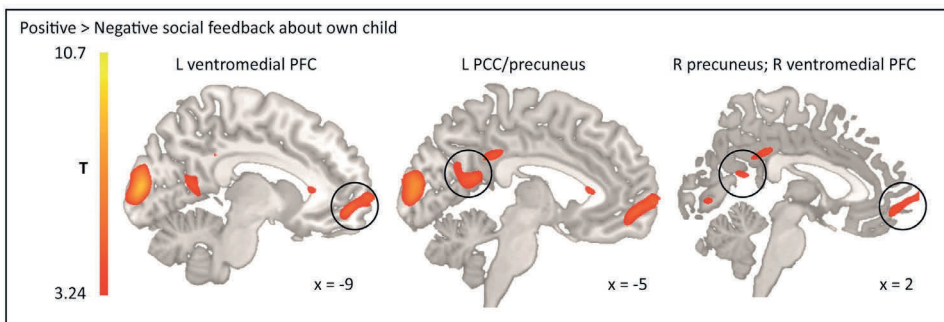 Positive > Negative social feedback about own child
10.7
L ventromedial PFC
L PCC/precuneus
R precuneus; R ventromedial PFC
T
3.24
x = -9
x = -5
x = 2